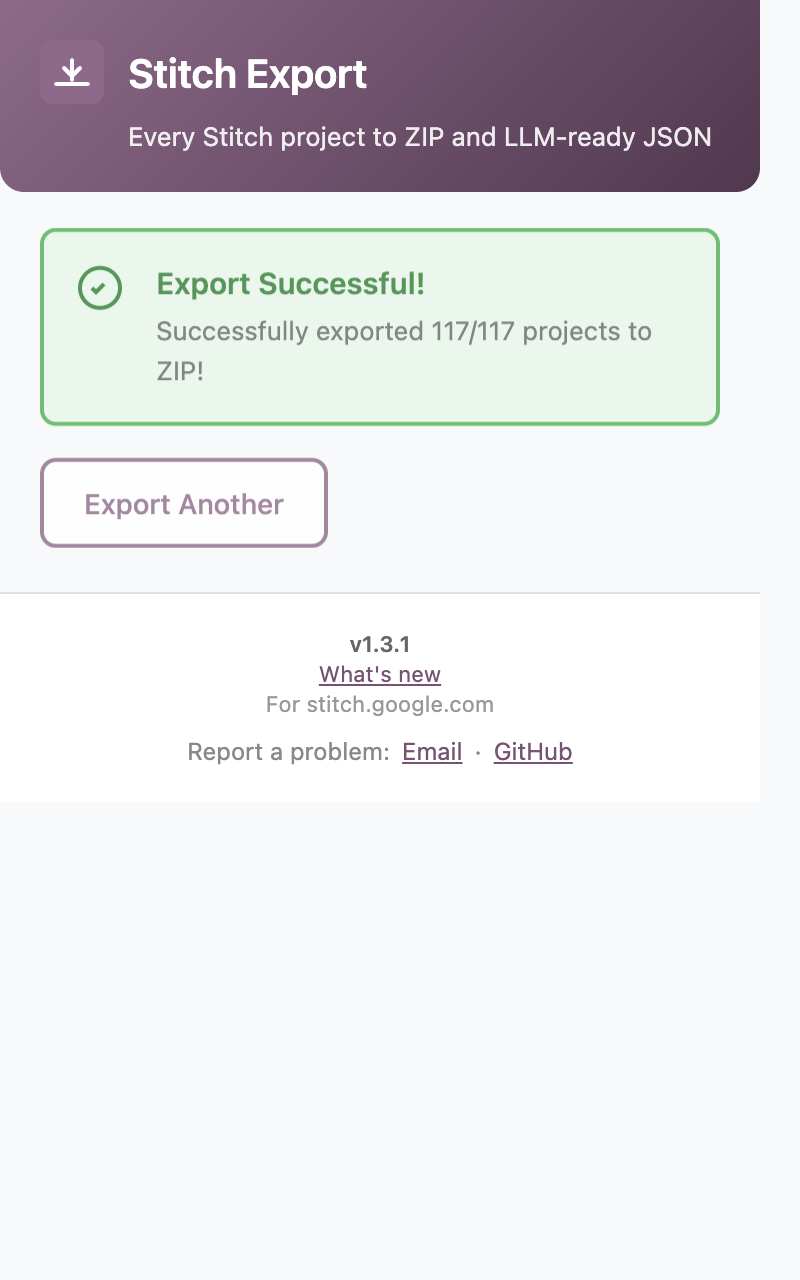 Stitch Export
Every Stitch project to ZIP and LLM-ready JSON
Export Successful!
Successfully exported 117/117 projects to
ZIP!
Export Another
v1.3.1
What's new
For stitch.google.com
Report a problem: Email · GitHub